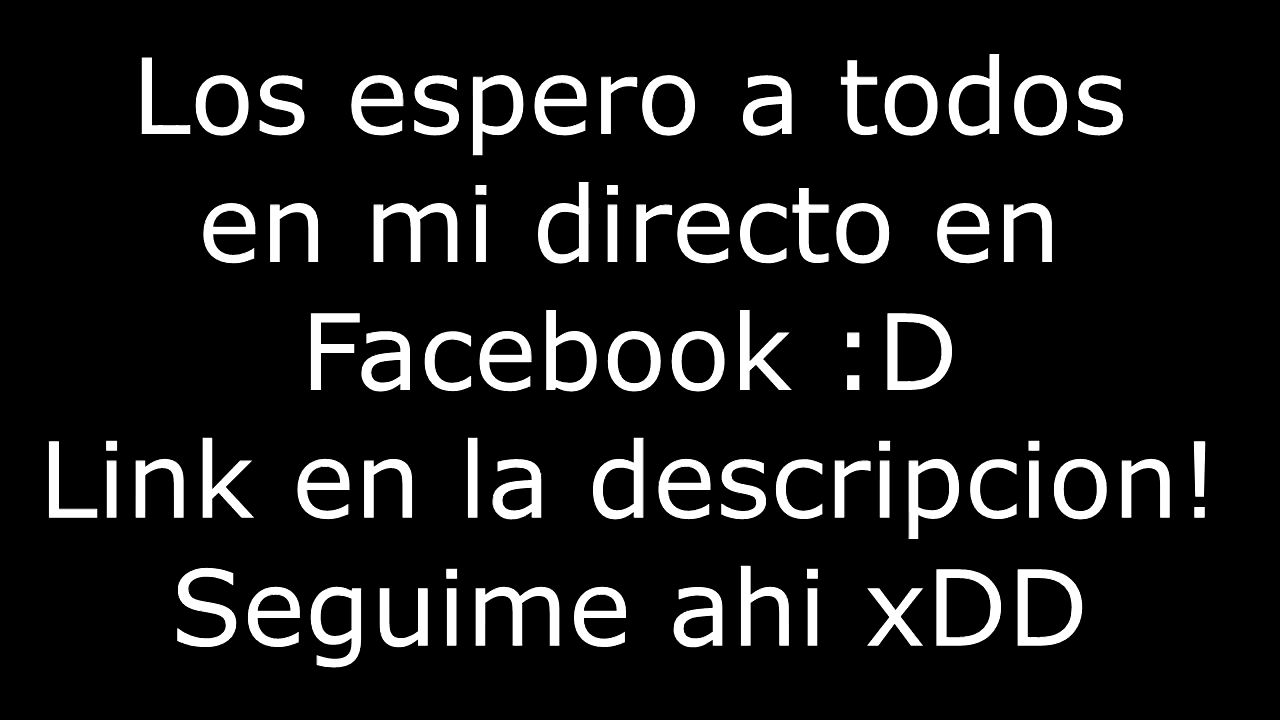 Los espero a todos
en mi directo en
Facebook :D
Link en la descripcion!
Seguime ahi xDD